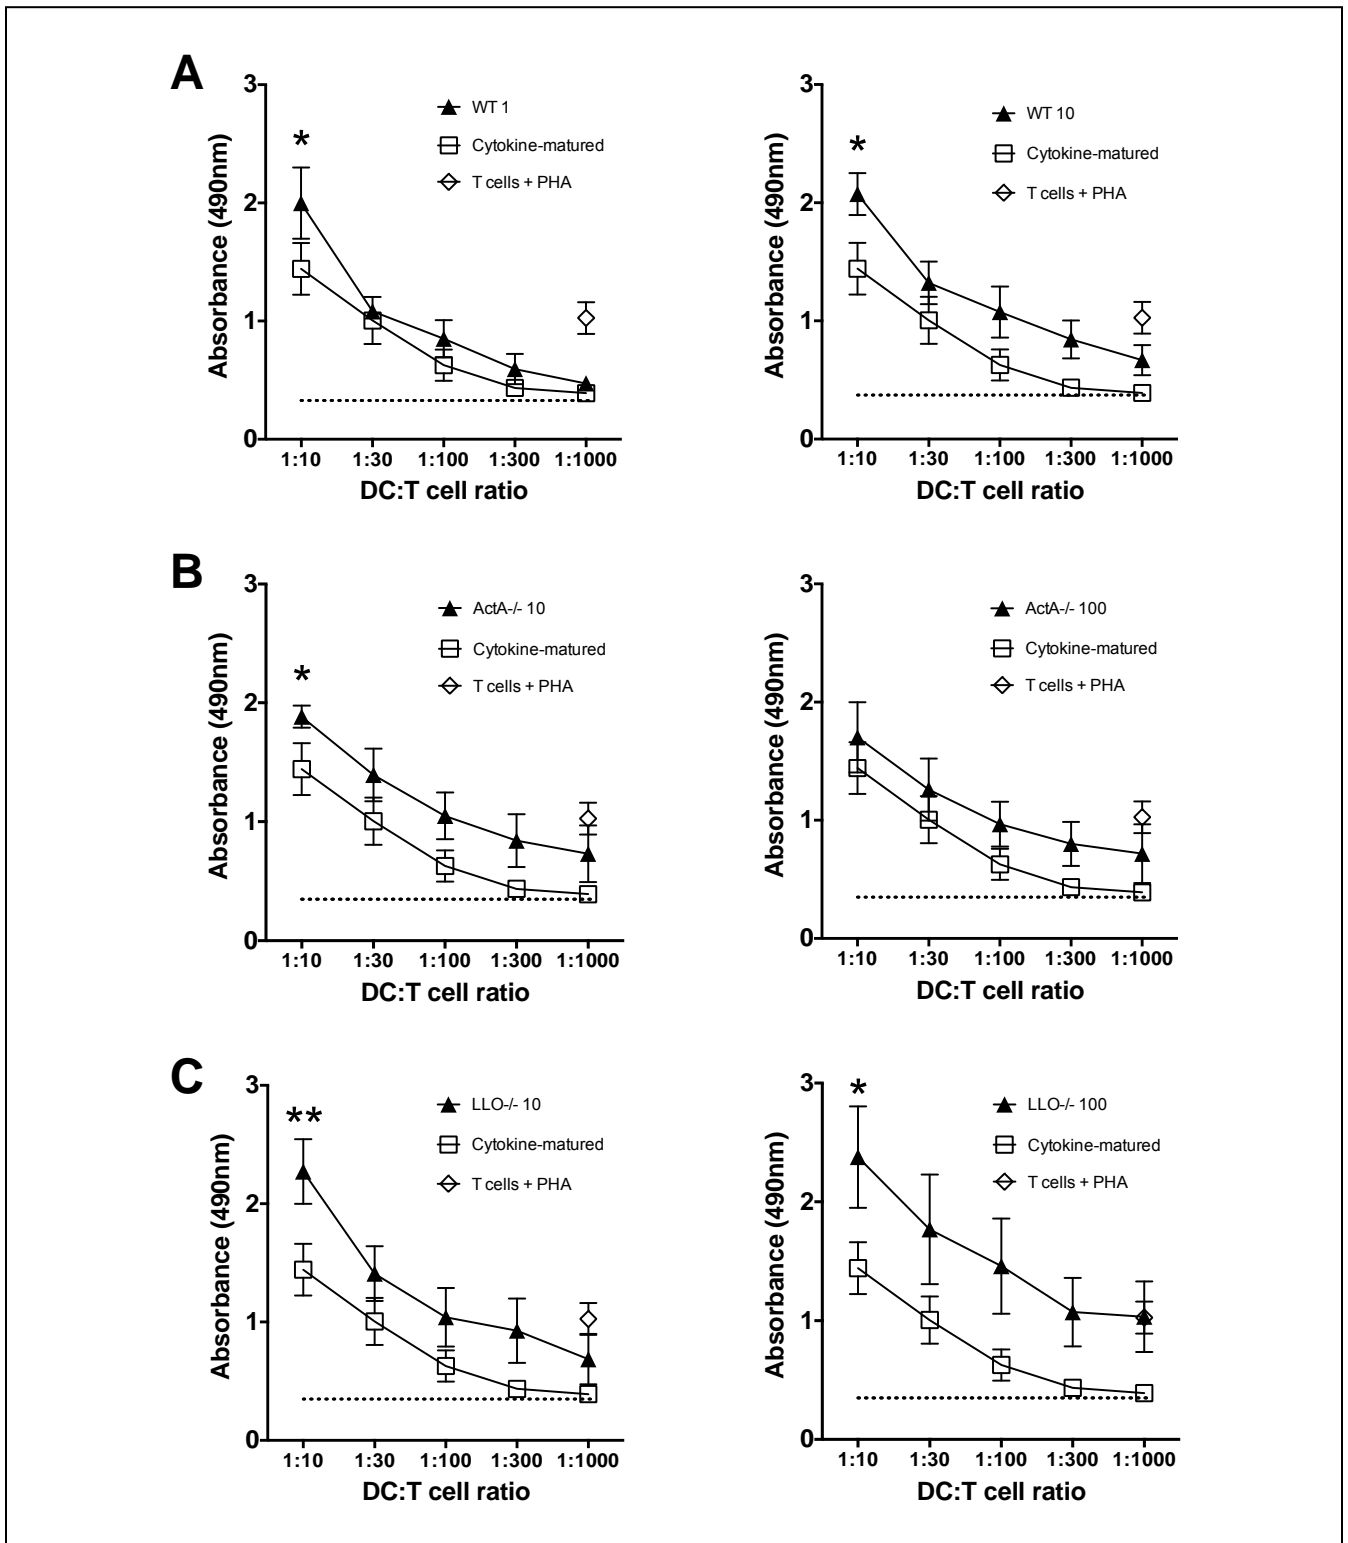 A
3
2
1
0
Absorbance (490nm)
*
WT 1
Cytokine-matured
T cells + PHA
1:10 1:30 1:100 1:300 1:1000
DC:T cell ratio
3
2
1
0
Absorbance (490nm)
*
WT 10
Cytokine-matured
T cells + PHA
1:10 1:30 1:100 1:300 1:1000
DC:T cell ratio
B
3
2
1
0
Absorbance (490nm)
*
ActA-/- 10
Cytokine-matured
T cells + PHA
1:10 1:30 1:100 1:300 1:1000
DC:T cell ratio
3
2
1
0
Absorbance (490nm)
ActA-/- 100
Cytokine-matured
T cells + PHA
1:10 1:30 1:100 1:300 1:1000
DC:T cell ratio
C
3
2
1
0
Absorbance (490nm)
**
LLO-/- 10
Cytokine-matured
T cells + PHA
1:10 1:30 1:100 1:300 1:1000
DC:T cell ratio
3
2
1
0
Absorbance (490nm)
*
LLO-/- 100
Cytokine-matured
T cells + PHA
1:10 1:30 1:100 1:300 1:1000
DC:T cell ratio